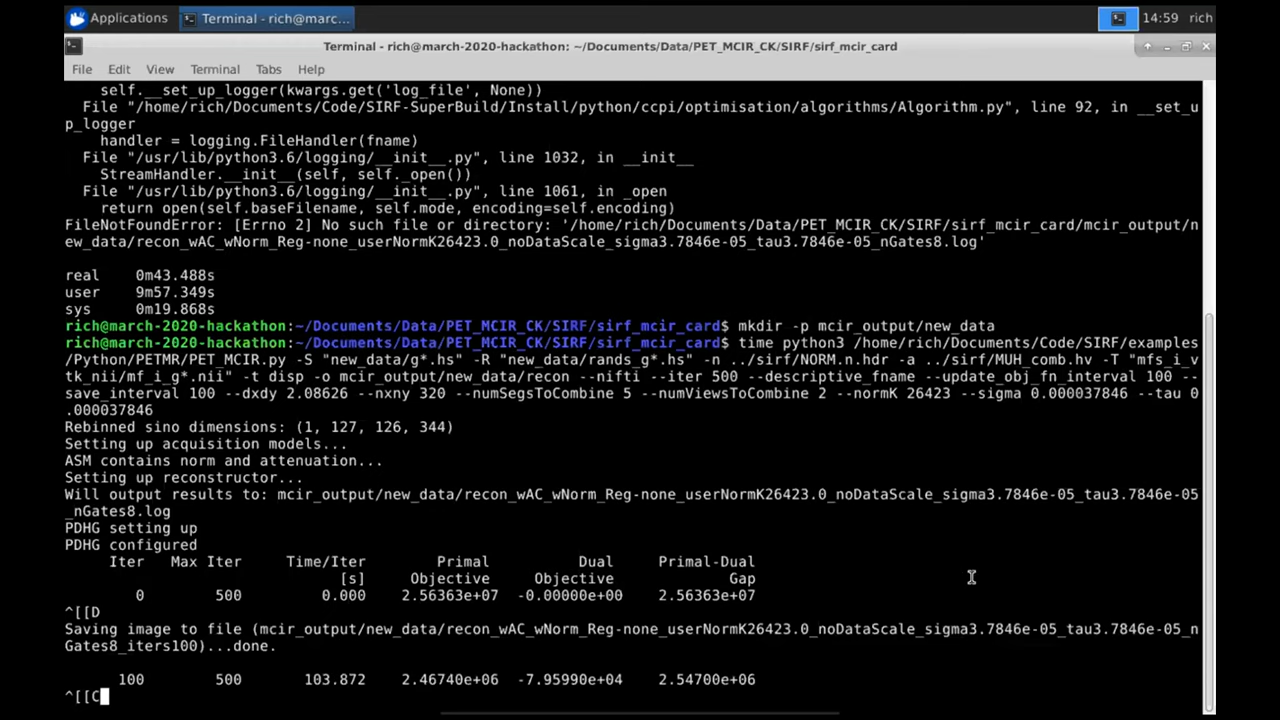 Applications Terminal - rich@marc... 14:59 rich
Terminal - rich@march-2020-hackathon: ~/Documents/Data/PET_MCIR_CK/SIRF/sirf_mcir_card
File Edit View Terminal Tabs Help
self.__set_up_logger(kwargs.get('log_file', None))
File "/home/rich/Documents/Code/SIRF-SuperBuild/Install/python/ccpi/optimisation/algorithms/Algorithm.py", line 92, in __set_u
p_logger
handler = logging.FileHandler(fname)
File "/usr/lib/python3.6/logging/__init__.py", line 1032, in __init__
StreamHandler.__init__(self, self._open())
File "/usr/lib/python3.6/logging/__init__.py", line 1061, in _open
return open(self.baseFilename, self.mode, encoding=self.encoding)
FileNotFoundError: [Errno 2] No such file or directory: '/home/rich/Documents/Data/PET_MCIR_CK/SIRF/sirf_mcir_card/mcir_output/n
ew_data/recon_wAC_wNorm_Reg-none_userNormK26423.0_noDataScale_sigma3.7846e-05_tau3.7846e-05_nGates8.log'
real 0m43.488s
user 9m57.349s
sys 0m19.868s
rich@march-2020-hackathon:~/Documents/Data/PET_MCIR_CK/SIRF/sirf_mcir_card$ mkdir -p mcir_output/new_data
rich@march-2020-hackathon:~/Documents/Data/PET_MCIR_CK/SIRF/sirf_mcir_card$ time python3 /home/rich/Documents/Code/SIRF/examples
/Python/PETMR/PET_MCIR.py -S "new_data/g*.hs" -R "new_data/rands_g*.hs" -n ../sirf/NORM.n.hdr -a ../sirf/MUH_comb.hv -T "mfs_i_v
tk_nii/mf_i_g*.nii" -t disp -o mcir_output/new_data/recon --nifti --iter 500 --descriptive_fname --update_obj_fn_interval 100 --
save_interval 100 --dxdy 2.08626 --nxny 320 --numSegsToCombine 5 --numViewsToCombine 2 --normK 26423 --sigma 0.000037846 --tau 0
.000037846
Rebinned sino dimensions: (1, 127, 126, 344)
Setting up acquisition models...
ASM contains norm and attenuation...
Setting up reconstructor...
Will output results to: mcir_output/new_data/recon_wAC_wNorm_Reg-none_userNormK26423.0_noDataScale_sigma3.7846e-05_tau3.7846e-05
_nGates8.log
PDHG setting up
PDHG configured
Iter Max Iter Time/Iter Primal Dual Primal-Dual
[s] Objective Objective Gap
0 500 0.000 2.56363e+07 -0.00000e+00 2.56363e+07
^[[D
Saving image to file (mcir_output/new_data/recon_wAC_wNorm_Reg-none_userNormK26423.0_noDataScale_sigma3.7846e-05_tau3.7846e-05_n
Gates8_iters100)...done.
100 500 103.872 2.46740e+06 -7.95990e+04 2.54700e+06
^[[C